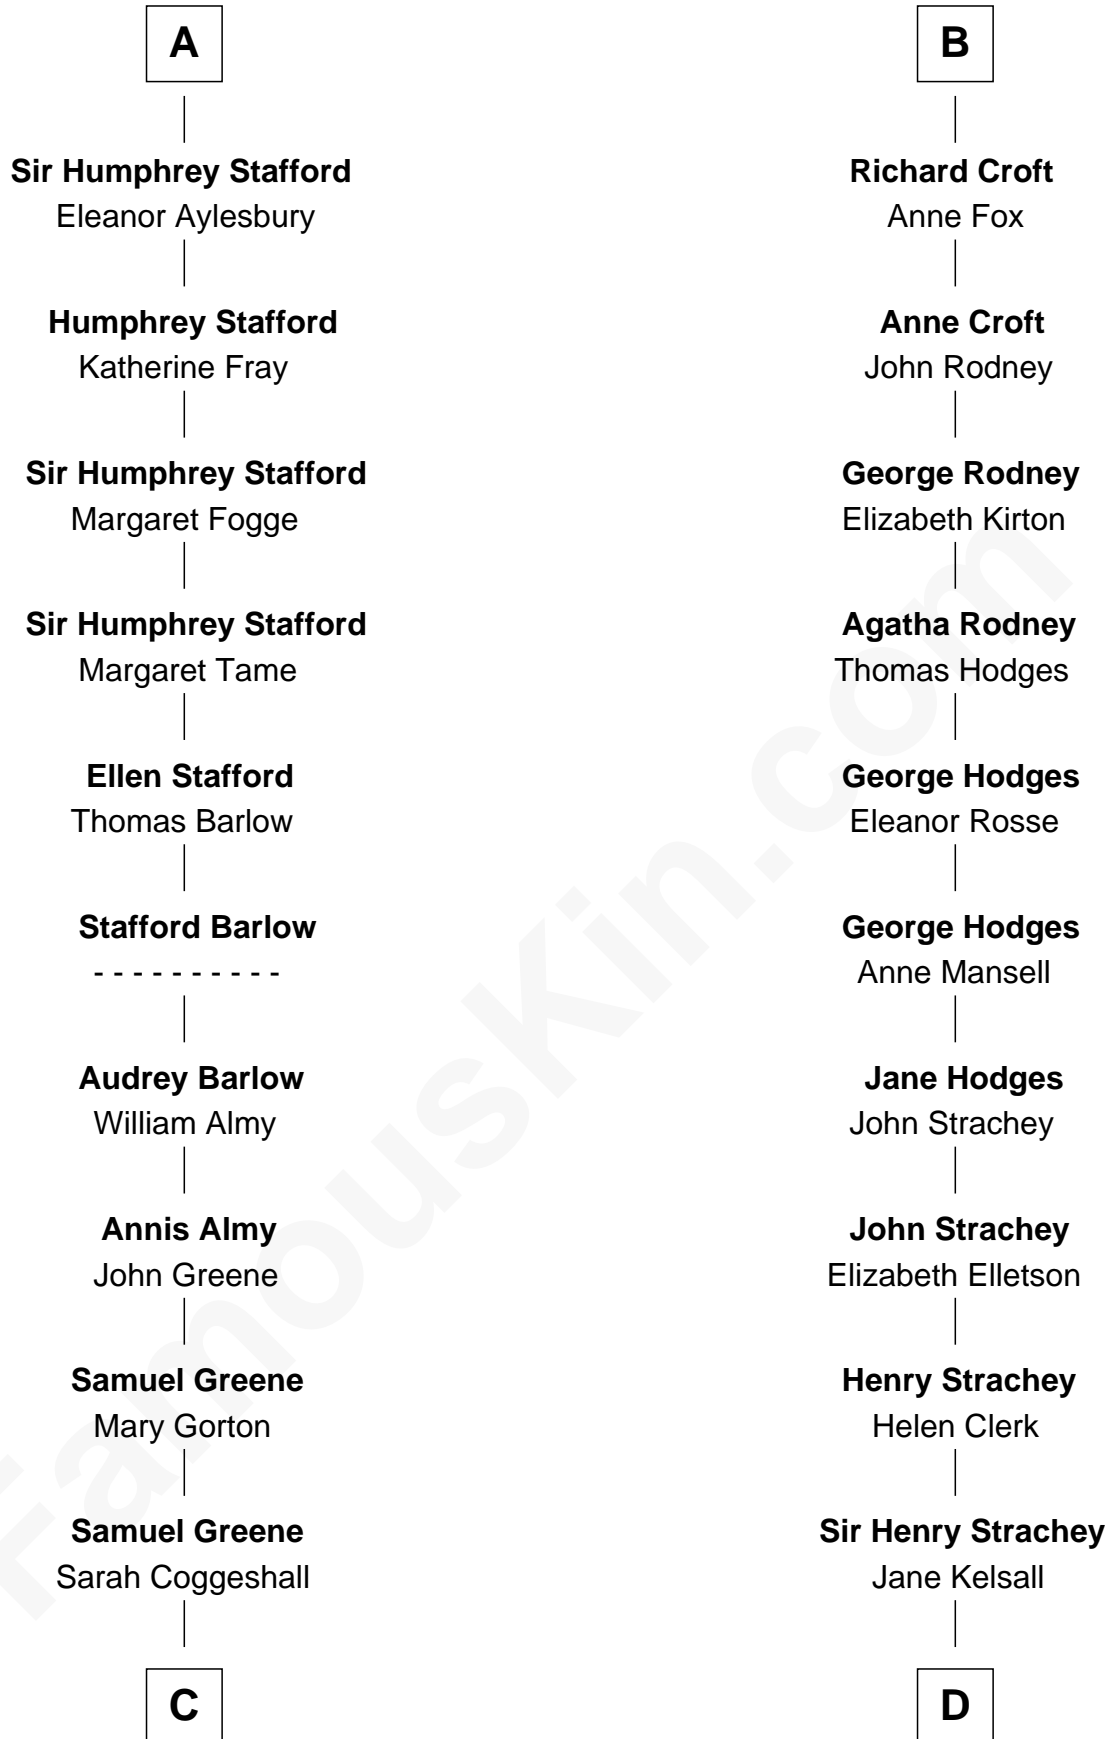 A
Sir Humphrey Stafford
Eleanor Aylesbury
Humphrey Stafford
Katherine Fray
Sir Humphrey Stafford
Margaret Fogge
Sir Humphrey Stafford
Margaret Tame
Ellen Stafford
Thomas Barlow
Stafford Barlow
- - - - - - - - - -
Audrey Barlow
William Almy
Annis Almy
John Greene
Samuel Greene
Mary Gorton
Samuel Greene
Sarah Coggeshall
C
B
Richard Croft
Anne Fox
Anne Croft
John Rodney
George Rodney
Elizabeth Kirton
Agatha Rodney
Thomas Hodges
George Hodges
Eleanor Rosse
George Hodges
Anne Mansell
Jane Hodges
John Strachey
John Strachey
Elizabeth Elletson
Henry Strachey
Helen Clerk
Sir Henry Strachey
Jane Kelsall
D
FamousKin.com